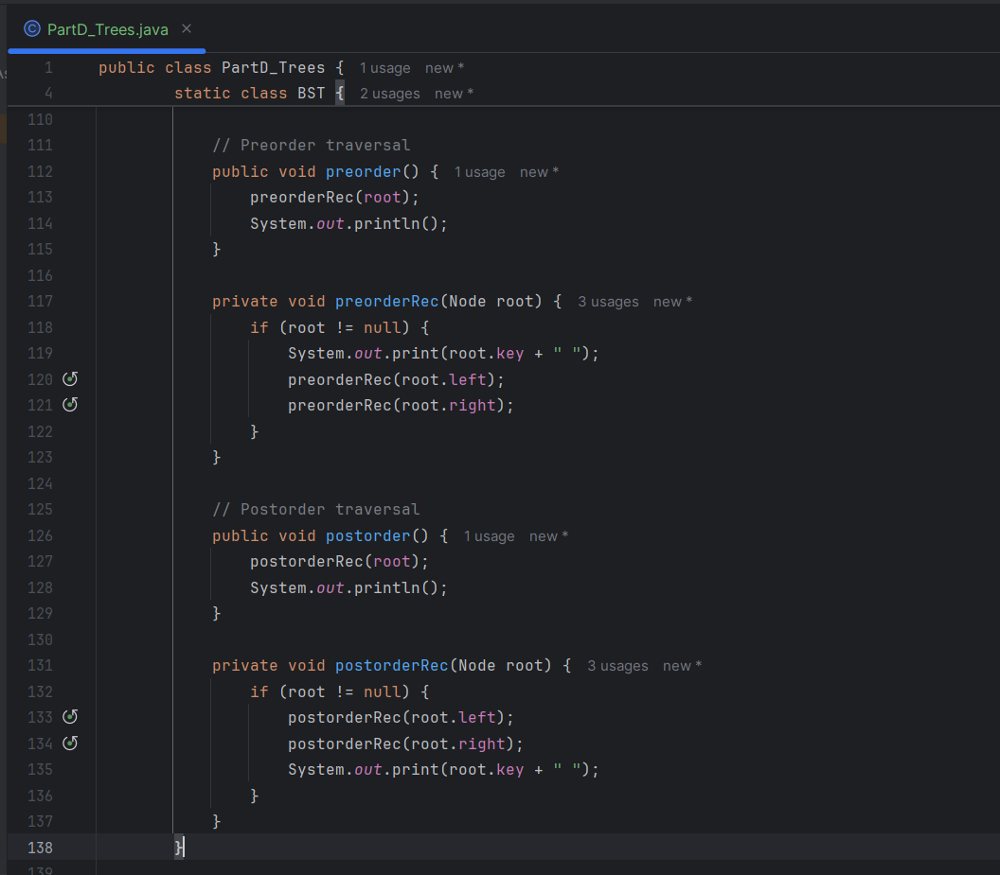 PartD_Trees.java
1 public class PartD_Trees { 1 usage new *
4 static class BST { 2 usages new *
110
111 // Preorder traversal
112 public void preorder() { 1 usage new *
113 preorderRec(root);
114 System.out.println();
115 }
116
117 private void preorderRec(Node root) { 3 usages new *
118 if (root != null) {
119 System.out.print(root.key + " ");
120 preorderRec(root.left);
121 preorderRec(root.right);
122 }
123 }
124
125 // Postorder traversal
126 public void postorder() { 1 usage new *
127 postorderRec(root);
128 System.out.println();
129 }
130
131 private void postorderRec(Node root) { 3 usages new *
132 if (root != null) {
133 postorderRec(root.left);
134 postorderRec(root.right);
135 System.out.print(root.key + " ");
136 }
137 }
138 }
139